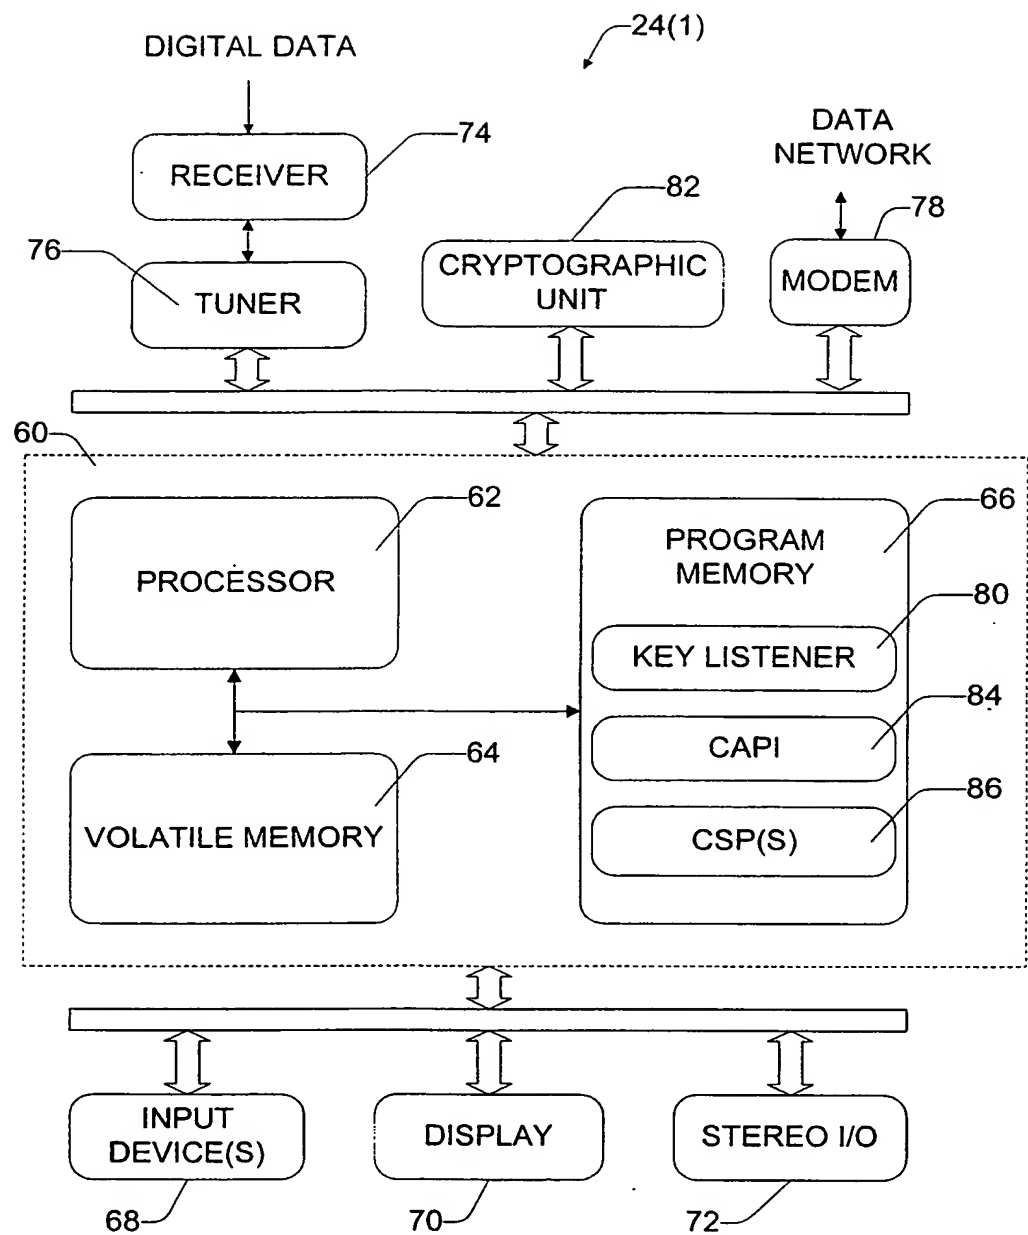 24(1)
DIGITAL DATA
74
RECEIVER
DATA
NETWORK
82
78
76
TUNER
CRYPTOGRAPHIC
UNIT
MODEM
60
62
66
PROCESSOR
PROGRAM
MEMORY
80
KEY LISTENER
84
CAPI
64
86
VOLATILE MEMORY
CSP(S)
INPUT
DEVICE(S)
DISPLAY
STEREO I/O
68
70
72